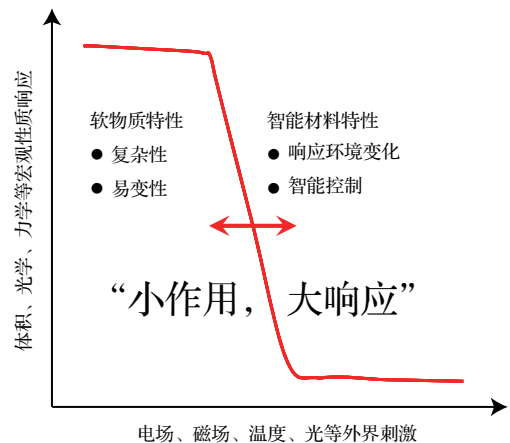 体积、光学、力学等宏观性质响应
软物质特性
● 复杂性
● 易变性
智能材料特性
● 响应环境变化
● 智能控制
“小作用，大响应”
电场、磁场、温度、光等外界刺激